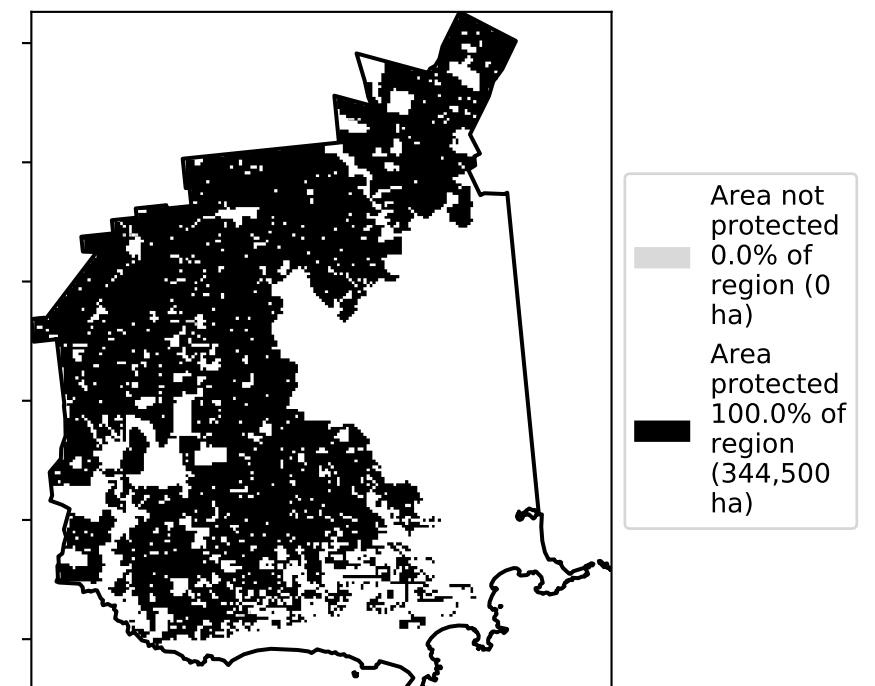 Area not
protected
0.0% of
region (0
ha)
Area
protected
100.0% of
region
(344,500
ha)